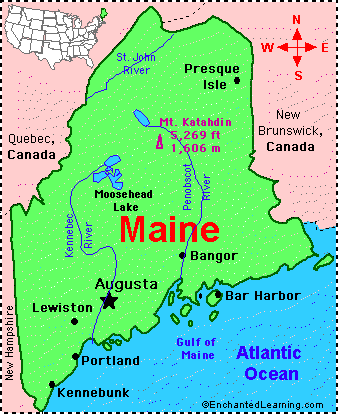 N
W E
S
St. John
River
Presque
Isle
Mt. Katahdin
5,269 ft
1,606 m
New
Brunswick,
Canada
Quebec,
Canada
Moosehead
Lake
Penobscot
River
Kennebec
River
Maine
Bangor
Augusta
Bar Harbor
Lewiston
New Hampshire
Portland
Gulf of
Maine
Atlantic
Ocean
Kennebunk
©EnchantedLearning.com